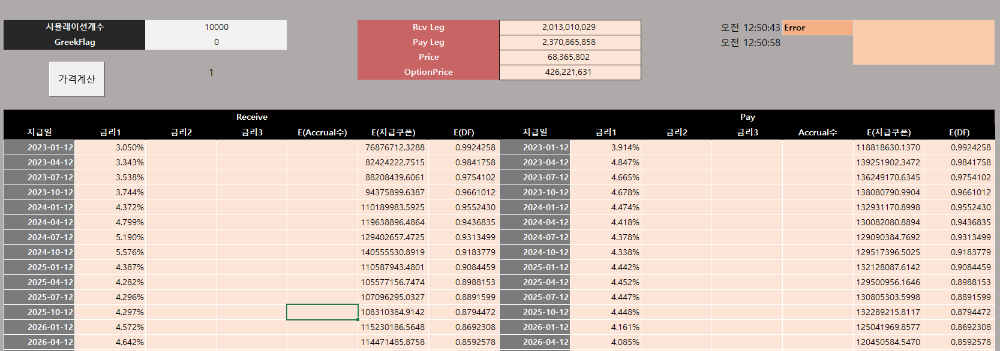 시뮬레이션개수 10000 Rcv Leg 2,013,010,029 오전 12:50:43 Error
GreekFlag 0 Pay Leg 2,370,865,858 오전 12:50:58
Price 68,365,802
가격계산 1 OptionPrice 426,221,631
Receive Pay
지급일 금리1 금리2 금리3 E(Accrual수) E(지급쿠폰) E(DF) 지급일 금리1 금리2 금리3 Accrual수 E(지급쿠폰) E(DF)
2023-01-12 3.050% 76876712.3288 0.9924258 2023-01-12 3.914% 118818630.1370 0.9924258
2023-04-12 3.343% 82424222.7515 0.9841758 2023-04-12 4.847% 139251902.3472 0.9841758
2023-07-12 3.538% 88208439.6061 0.9754102 2023-07-12 4.665% 136249170.6345 0.9754102
2023-10-12 3.744% 94375899.6387 0.9661012 2023-10-12 4.678% 138080790.9904 0.9661012
2024-01-12 4.372% 110189983.5925 0.9552430 2024-01-12 4.474% 132931170.8998 0.9552430
2024-04-12 4.799% 119638896.4864 0.9436835 2024-04-12 4.418% 130082080.8894 0.9436835
2024-07-12 5.190% 129402657.4725 0.9313499 2024-07-12 4.378% 129090384.7692 0.9313499
2024-10-12 5.576% 140555530.8919 0.9183779 2024-10-12 4.338% 129517396.5025 0.9183779
2025-01-12 4.387% 110587943.4801 0.9084459 2025-01-12 4.442% 132128087.6142 0.9084459
2025-04-12 4.282% 105577156.7474 0.8988153 2025-04-12 4.452% 129500956.1646 0.8988153
2025-07-12 4.296% 107096295.0327 0.8891599 2025-07-12 4.447% 130805303.5998 0.8891599
2025-10-12 4.297% 108310384.9142 0.8794472 2025-10-12 4.448% 132289215.8117 0.8794472
2026-01-12 4.572% 115230186.5648 0.8692308 2026-01-12 4.161% 125041969.8577 0.8692308
2026-04-12 4.642% 114471485.8758 0.8592578 2026-04-12 4.085% 120450584.5470 0.8592578